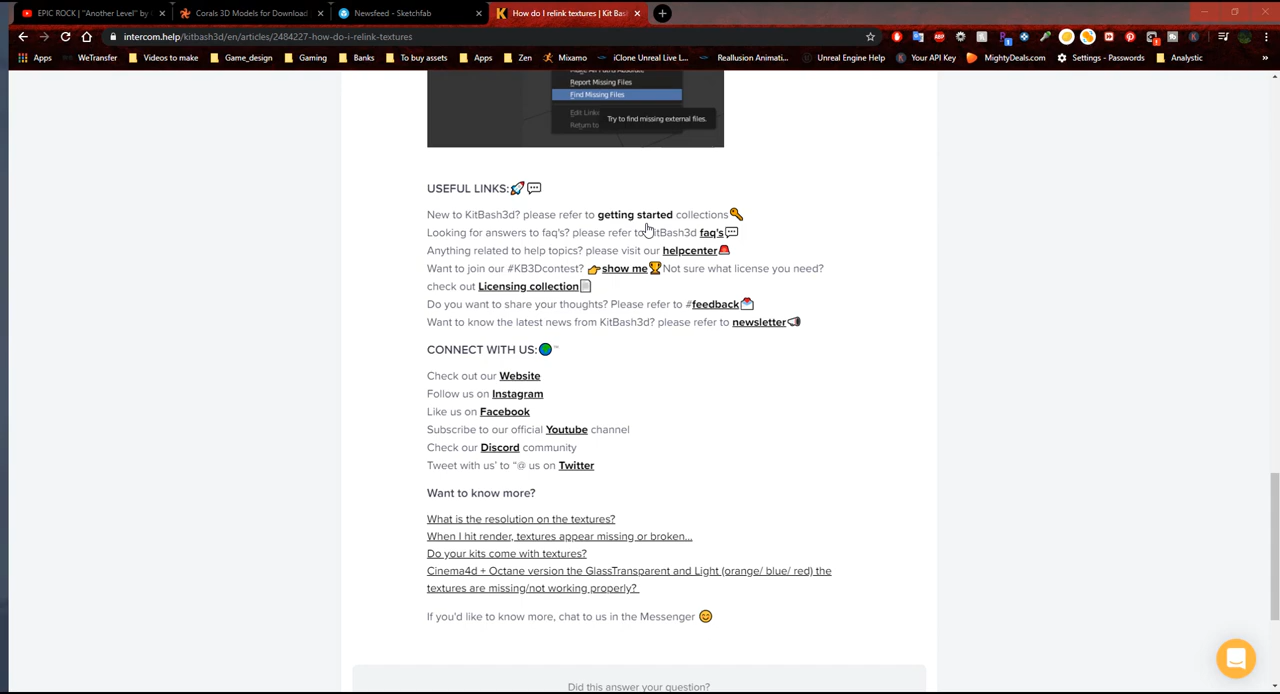 EPIC ROCK | "Another Level" by
Corals 3D Models for Download
Newsfeed - Sketchfab
How do I relink textures | Kit Bash
intercom.help/kitbash3d/en/articles/2484227-how-do-i-relink-textures
Apps WeTransfer Videos to make Game_design Gaming Banks To buy assets Apps Zen Mixamo iClone Unreal Live L... Reallusion Animati... Unreal Engine Help Your API Key MightyDeals.com Settings - Passwords Analytic »
Report Missing Files
Find Missing Files
Edit Links
Try to find missing external files.
Return to
USEFUL LINKS:🚀💬
New to KitBash3d? please refer to getting started collections🔑
Looking for answers to faq's? please refer to KitBash3d faq's💬
Anything related to help topics? please visit our helpcenter🚨
Want to join our #KB3Dcontest? 👉show me🏆Not sure what license you need?
check out Licensing collection📄
Do you want to share your thoughts? Please refer to #feedback📩
Want to know the latest news from KitBash3d? please refer to newsletter📢
CONNECT WITH US:🌍™
Check out our Website
Follow us on Instagram
Like us on Facebook
Subscribe to our official Youtube channel
Check our Discord community
Tweet with us' to "@ us on Twitter
Want to know more?
What is the resolution on the textures?
When I hit render, textures appear missing or broken...
Do your kits come with textures?
Cinema4d + Octane version the GlassTransparent and Light (orange/ blue/ red) the
textures are missing/not working properly?
If you'd like to know more, chat to us in the Messenger 😊
Did this answer your question?